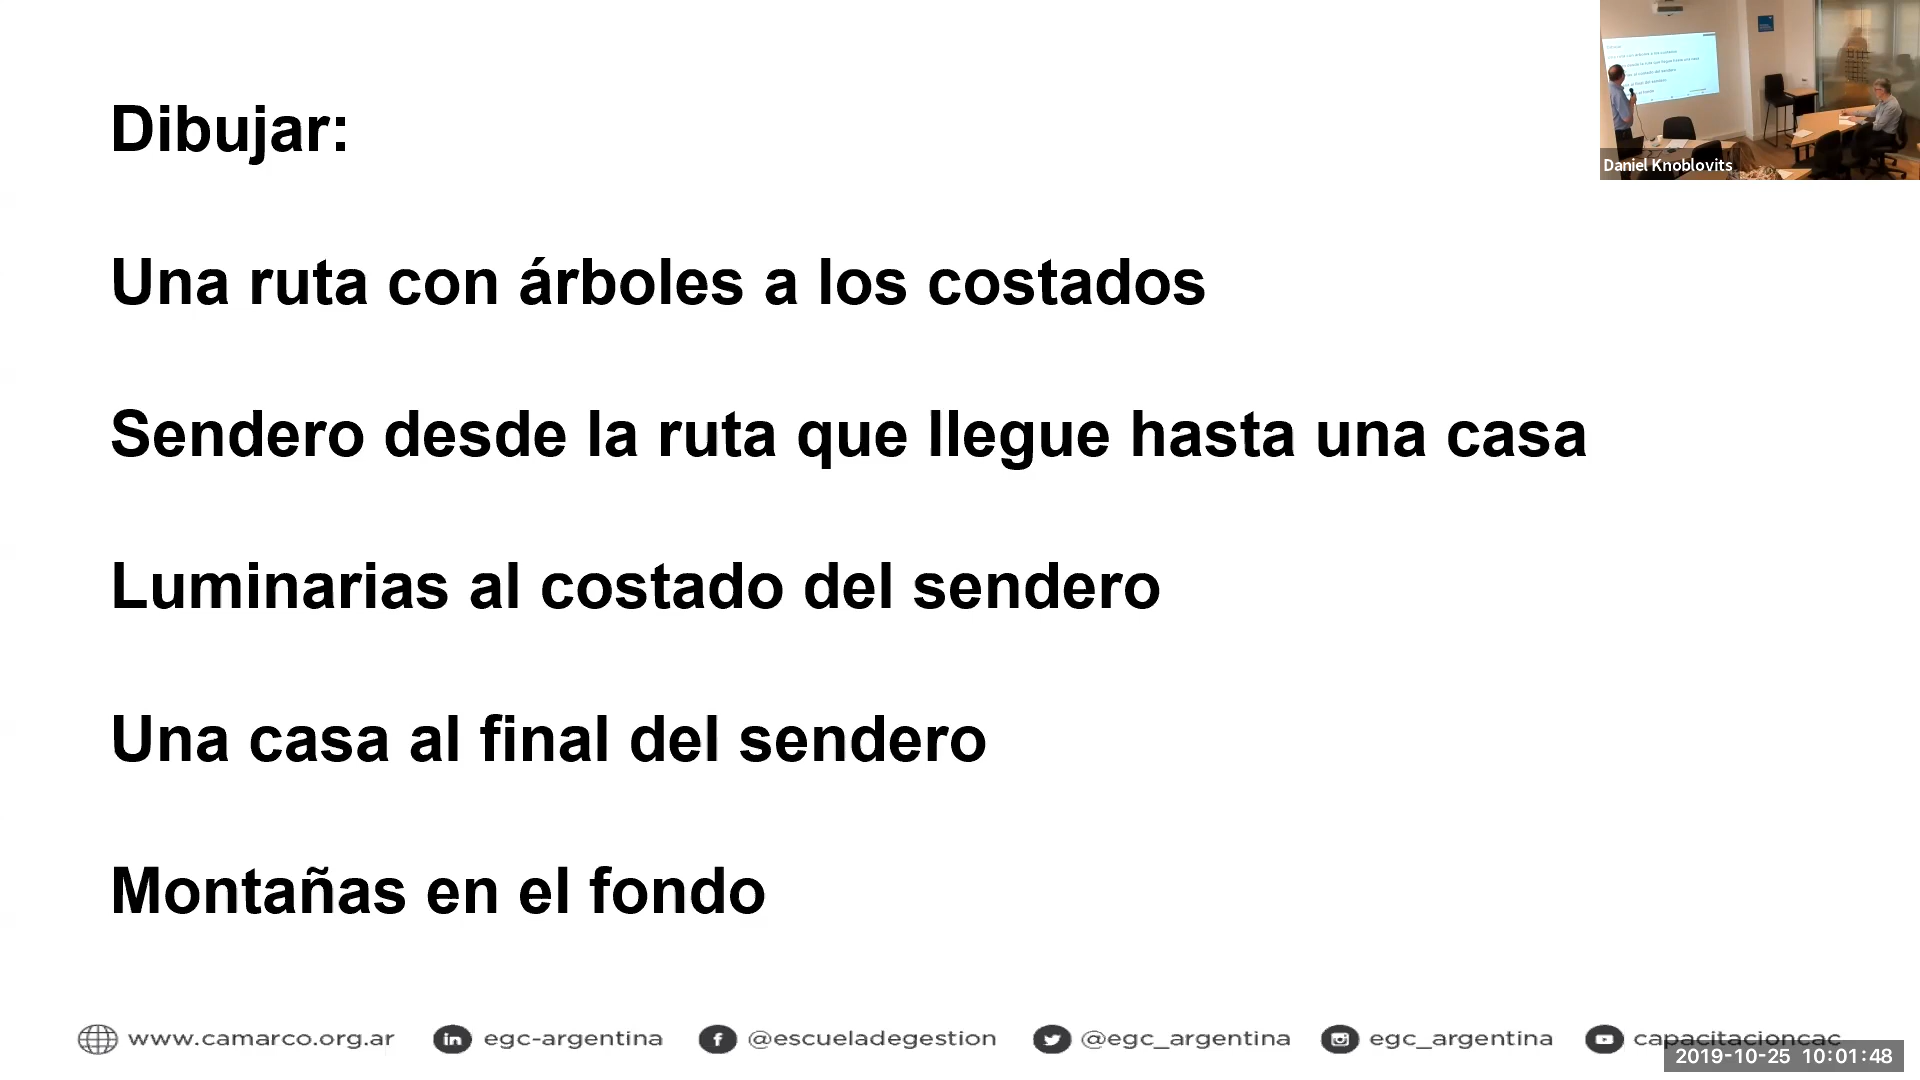 Dibujar:
Una ruta con árboles a los costados
Sendero desde la ruta que llegue hasta una casa
Luminarias al costado del sendero
Una casa al final del sendero
Montañas en el fondo
Daniel Knoblovits
www.camarco.org.ar egc-argentina @escueladegestion @egc_argentina egc_argentina capacitacioncac
2019-10-25 10:01:48